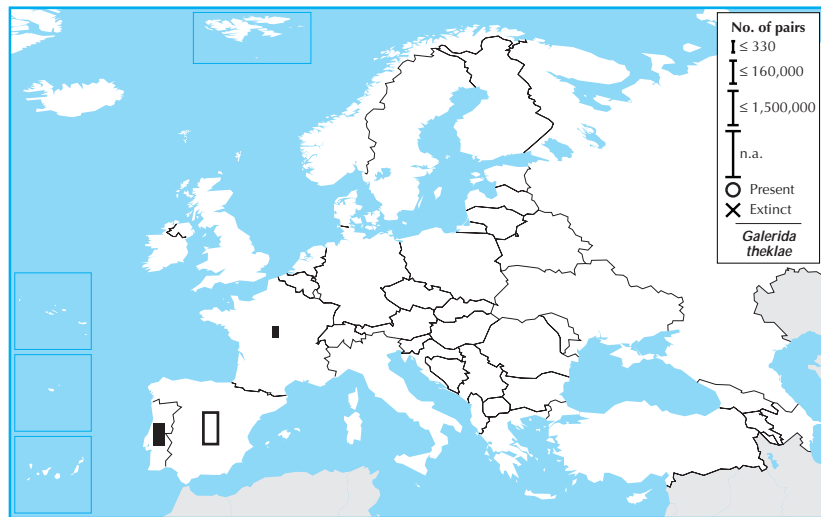 No. of pairs
≤ 330
≤ 160,000
≤ 1,500,000
n.a.
Present
Extinct
Galerida
theklae